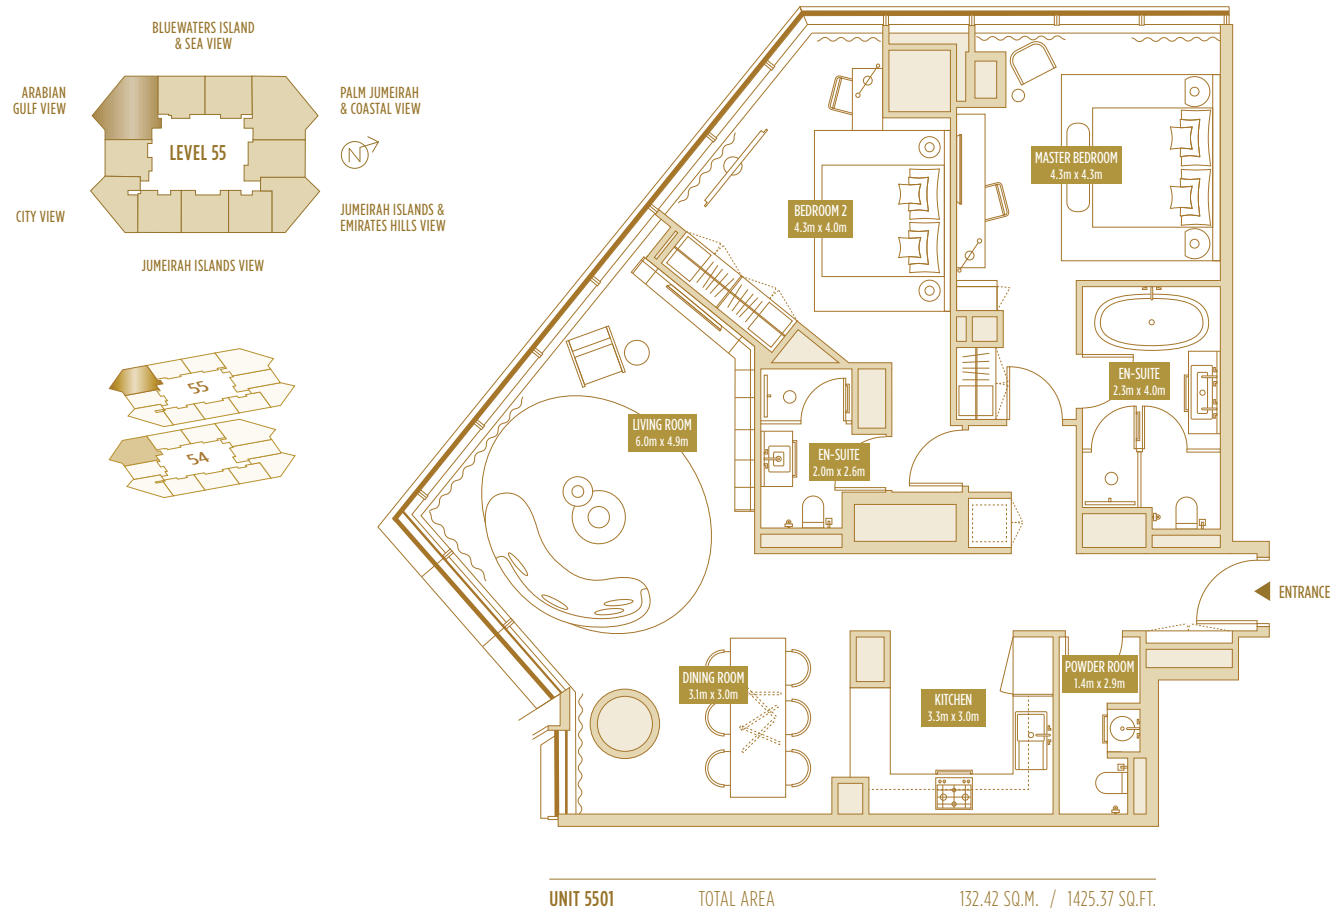 BLUEWATERS ISLAND
& SEA VIEW
ARABIAN
GULF VIEW
PALM JUMEIRAH
& COASTAL VIEW
LEVEL 55
N
CITY VIEW
JUMEIRAH ISLANDS &
EMIRATES HILLS VIEW
JUMEIRAH ISLANDS VIEW
55
54
MASTER BEDROOM
4.3m x 4.3m
BEDROOM 2
4.3m x 4.0m
EN-SUITE
2.3m x 4.0m
LIVING ROOM
6.0m x 4.9m
EN-SUITE
2.0m x 2.6m
ENTRANCE
DINING ROOM
3.1m x 3.0m
KITCHEN
3.3m x 3.0m
POWDER ROOM
1.4m x 2.9m
UNIT 5501 TOTAL AREA 132.42 SQ.M. / 1425.37 SQ.FT.